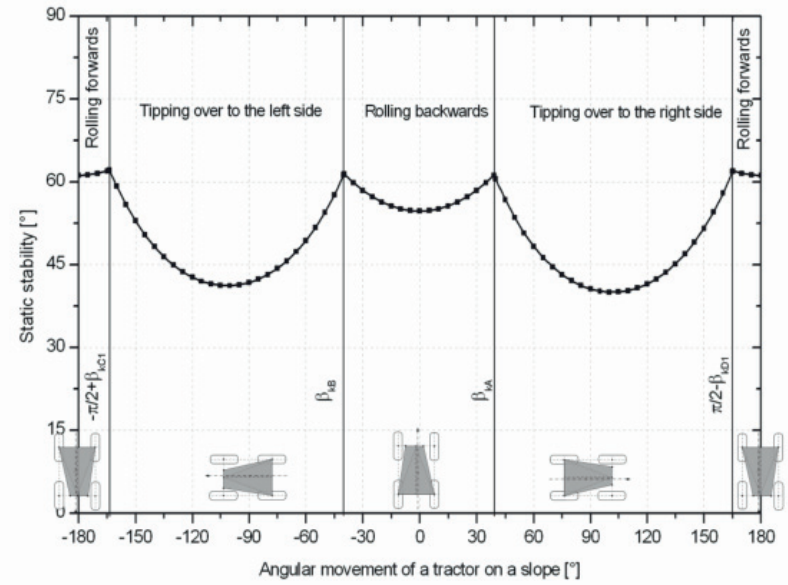 90
75
60
45
30
15
0
Static stability [°]
Rolling forwards
Tipping over to the left side
Rolling backwards
Tipping over to the right side
Rolling forwards
-π/2+βkC1
βkB
βkA
π/2-βkD1
-180 -150 -120 -90 -60 -30 0 30 60 90 120 150 180
Angular movement of a tractor on a slope [°]